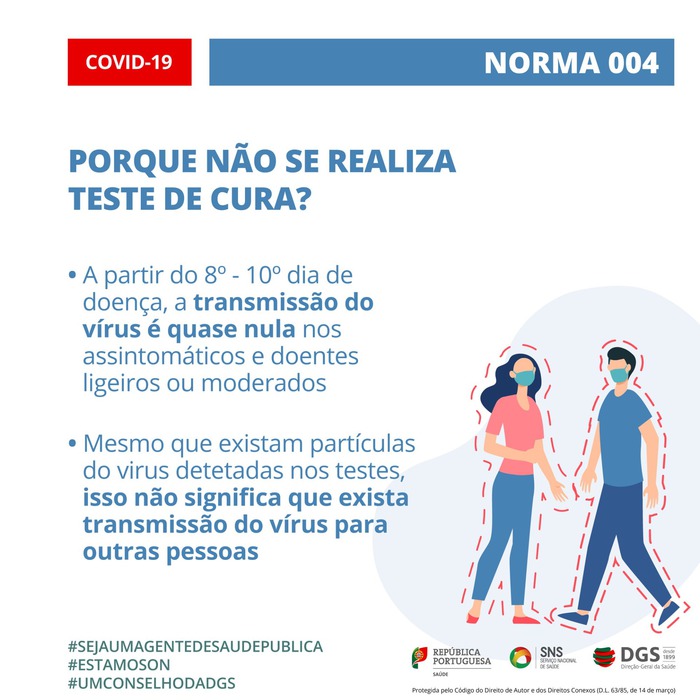 COVID-19
NORMA 004
PORQUE NÃO SE REALIZA
TESTE DE CURA?
• A partir do 8º - 10º dia de
doença, a transmissão do
vírus é quase nula nos
assintomáticos e doentes
ligeiros ou moderados
• Mesmo que existam partículas
do virus detetadas nos testes,
isso não significa que exista
transmissão do vírus para
outras pessoas
#SEJAUMAGENTEDESAUDEPUBLICA
#ESTAMOSON
#UMCONSELHODADGS
REPÚBLICA
PORTUGUESA
SAÚDE
SNS
SERVIÇO NACIONAL
DE SAÚDE
DGS
desde
1899
Direção-Geral da Saúde
Protegida pelo Código do Direito de Autor e dos Direitos Conexos (D.L. 63/85, de 14 de março)